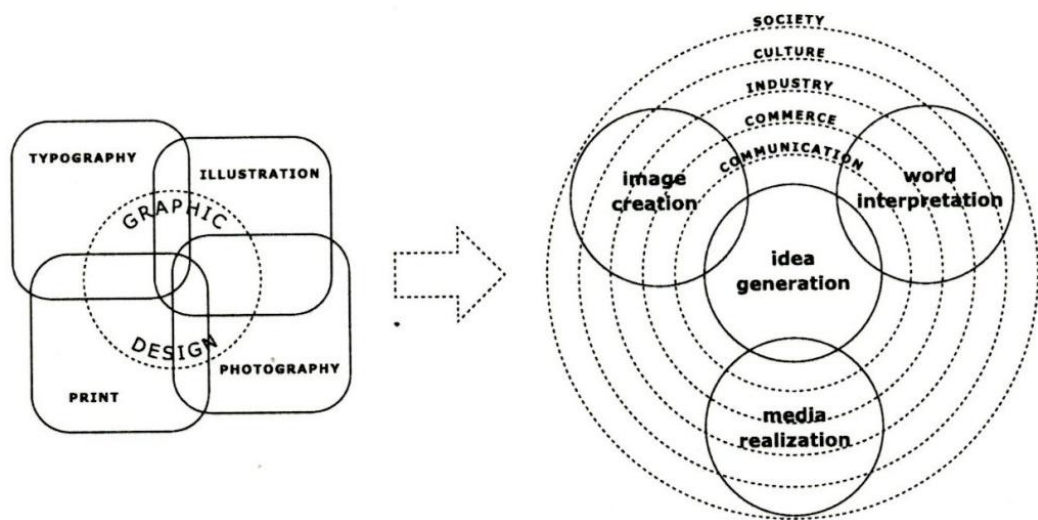 TYPOGRAPHY
ILLUSTRATION
GRAPHIC
DESIGN
PRINT
PHOTOGRAPHY
SOCIETY
CULTURE
INDUSTRY
COMMERCE
COMMUNICATION
image
creation
word
interpretation
idea
generation
media
realization